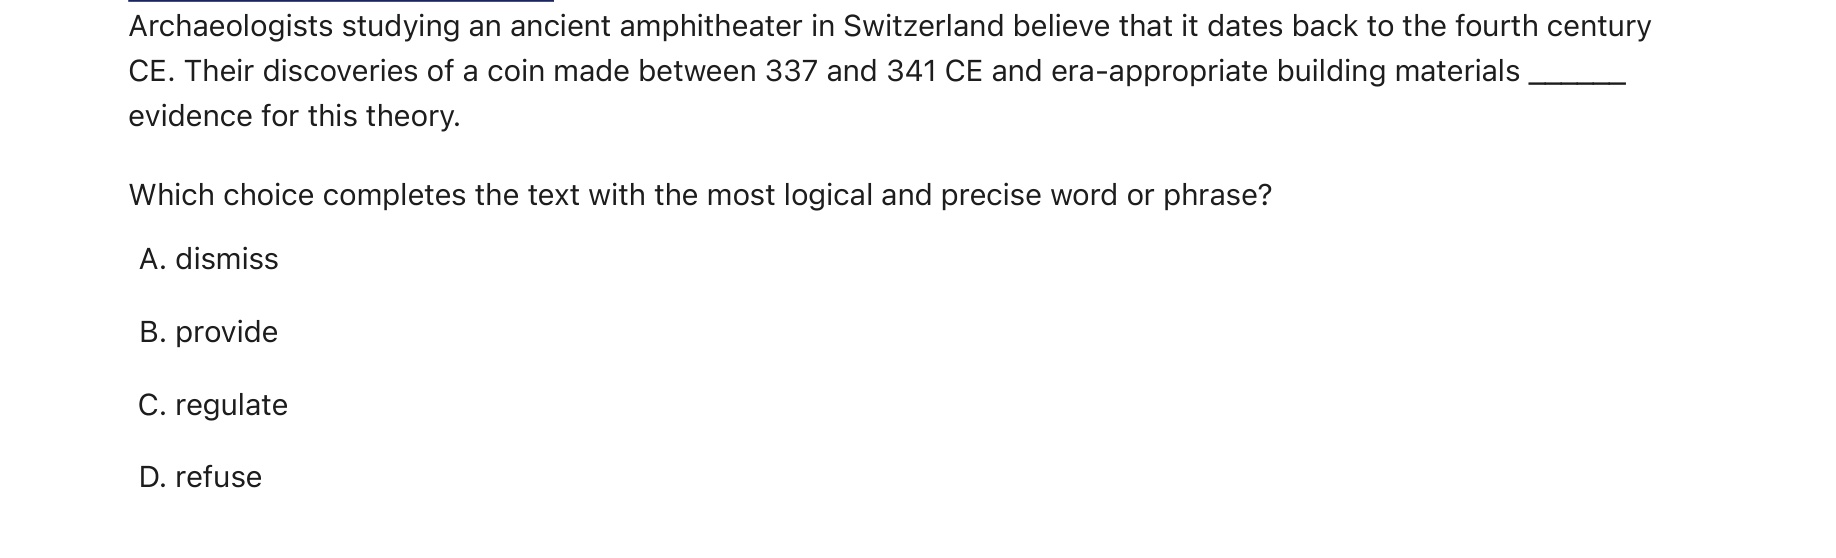 Archaeologists studying an ancient amphitheater in Switzerland believe that it dates back to the fourth century
CE. Their discoveries of a coin made between 337 and 341 CE and era-appropriate building materials ______
evidence for this theory.
Which choice completes the text with the most logical and precise word or phrase?
A. dismiss
B. provide
C. regulate
D. refuse